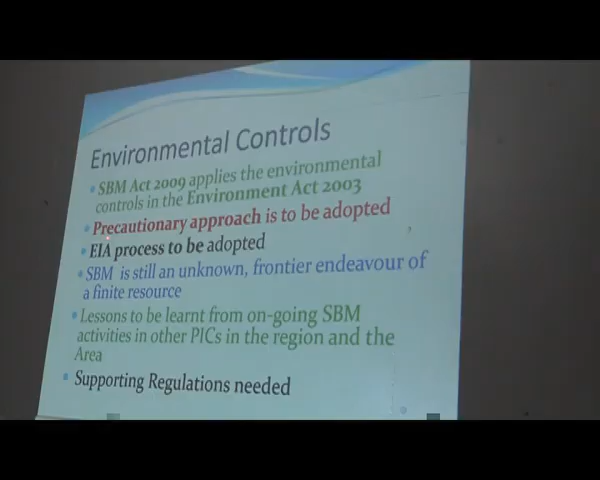 Environmental Controls
• SBM Act 2009 applies the environmental
controls in the Environment Act 2003
• Precautionary approach is to be adopted
• EIA process to be adopted
• SBM is still an unknown, frontier endeavour of
a finite resource
• Lessons to be learnt from on-going SBM
activities in other PICs in the region and the
Area
• Supporting Regulations needed